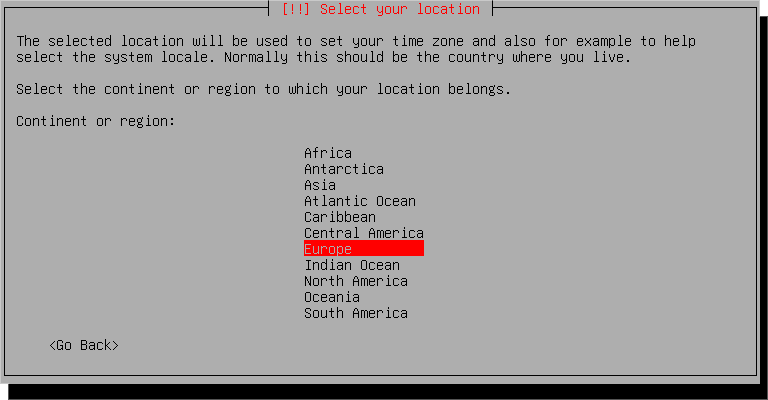 [!!] Select your location
The selected location will be used to set your time zone and also for example to help
select the system locale. Normally this should be the country where you live.
Select the continent or region to which your location belongs.
Continent or region:
Africa
Antarctica
Asia
Atlantic Ocean
Caribbean
Central America
Europe
Indian Ocean
North America
Oceania
South America
<Go Back>